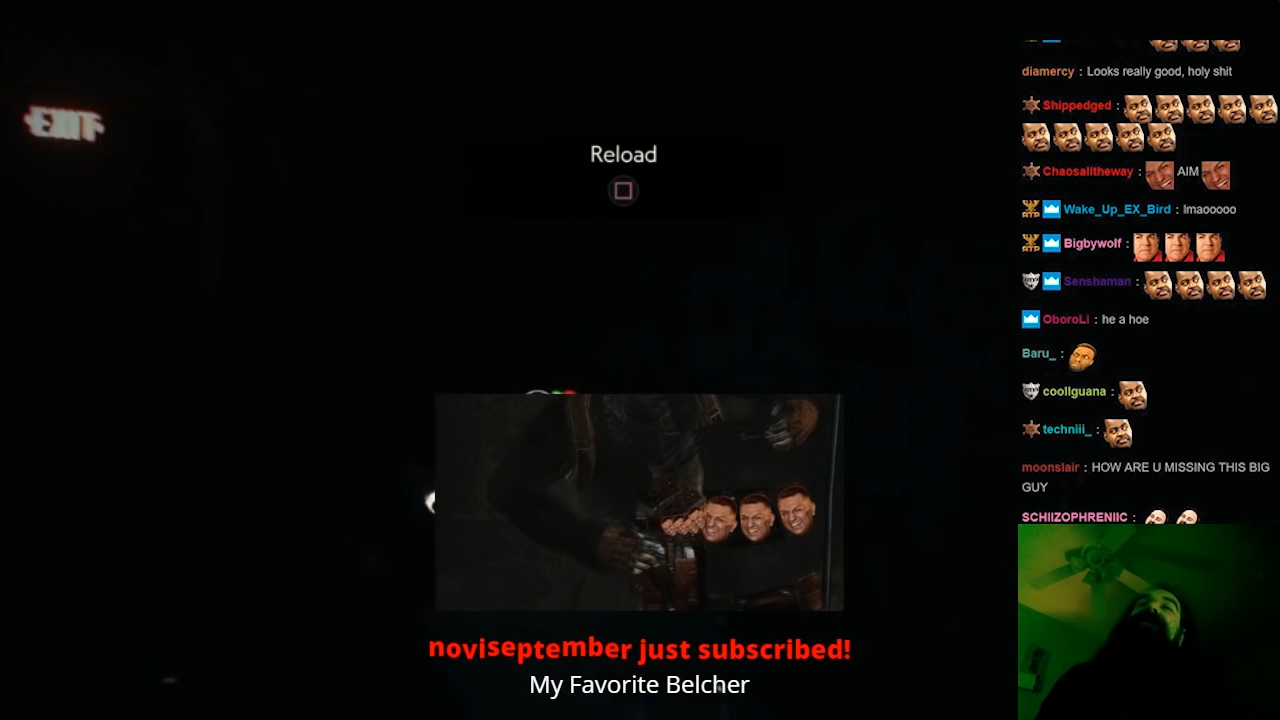 EXIT
Reload
diamercy : Looks really good, holy shit
Shippedged :
Chaosalltheway : AIM
Wake_Up_EX_Bird : lmaooooo
Bigbywolf :
Senshaman :
OboroLi : he a hoe
Baru_ :
coollguana :
techniii_ :
moonslair : HOW ARE U MISSING THIS BIG
GUY
SCHIIZOPHRENIIC :
noviseptember just subscribed!
My Favorite Belcher